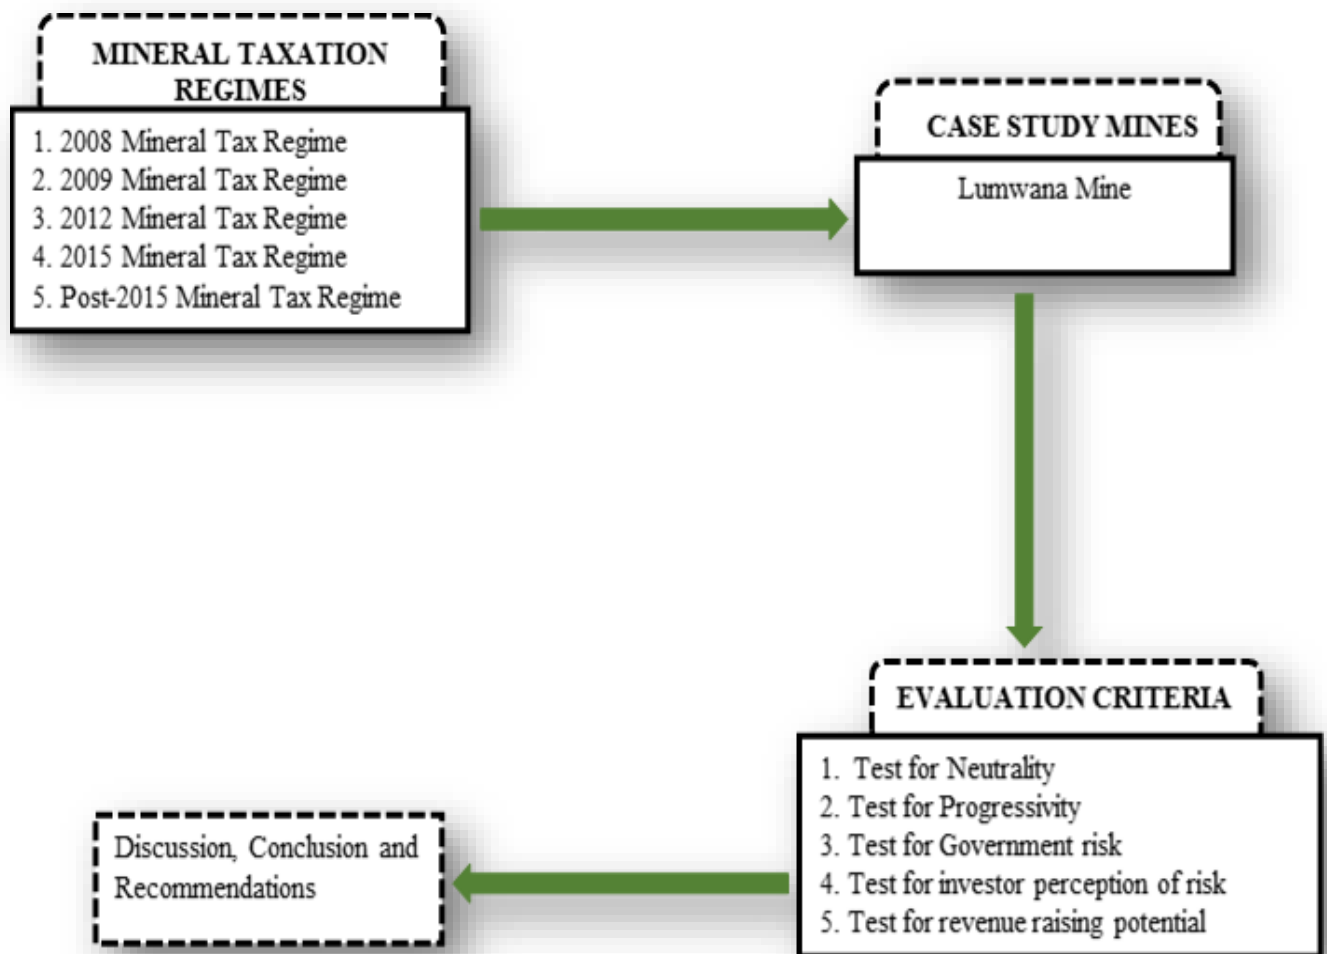 MINERAL TAXATION
REGIMES
1. 2008 Mineral Tax Regime
2. 2009 Mineral Tax Regime
3. 2012 Mineral Tax Regime
4. 2015 Mineral Tax Regime
5. Post-2015 Mineral Tax Regime
CASE STUDY MINES
Lumwana Mine
EVALUATION CRITERIA
1. Test for Neutrality
2. Test for Progressivity
3. Test for Government risk
4. Test for investor perception of risk
5. Test for revenue raising potential
Discussion, Conclusion and
Recommendations